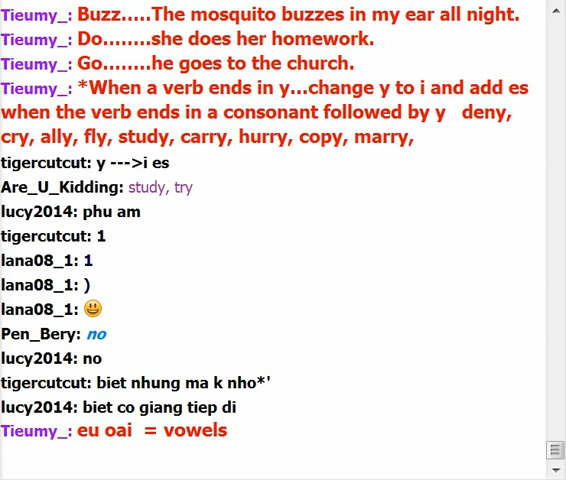 Tieumy_: Buzz.....The mosquito buzzes in my ear all night.
Tieumy_: Do........she does her homework.
Tieumy_: Go........he goes to the church.
Tieumy_: *When a verb ends in y...change y to i and add es
when the verb ends in a consonant followed by y   deny,
cry, ally, fly, study, carry, hurry, copy, marry,
tigercutcut: y --->i es
Are_U_Kidding: study, try
lucy2014: phu am
tigercutcut: 1
lana08_1: 1
lana08_1: )
lana08_1: 😃
Pen_Bery: no
lucy2014: no
tigercutcut: biet nhung ma k nho*'
lucy2014: biet co giang tiep di
Tieumy_: eu oai  = vowels